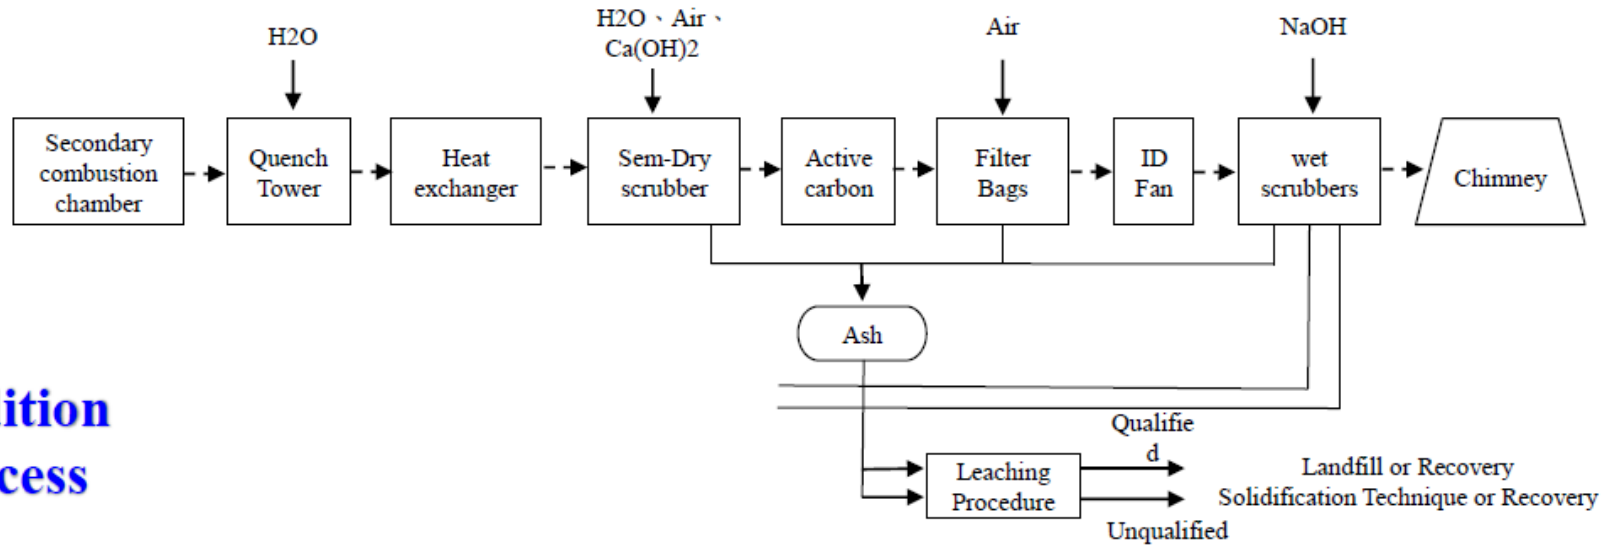 H2O
H2O、Air、
Ca(OH)2
Air
NaOH
Secondary
combustion
chamber
Quench
Tower
Heat
exchanger
Sem-Dry
scrubber
Active
carbon
Filter
Bags
ID
Fan
wet
scrubbers
Chimney
Ash
ition
cess
Qualifie
d
Leaching
Procedure
Landfill or Recovery
Solidification Technique or Recovery
Unqualified